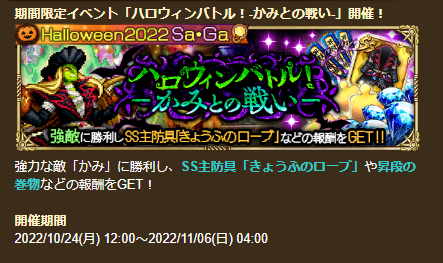 期間限定イベント「ハロウィンバトル！-かみとの戦い-」開催！
Halloween2022 Sa・Ga
ハロウィンバトル！
－かみとの戦い－
強敵に勝利しSS主防具「きょうふのローブ」などの報酬をGET!!
強力な敵「かみ」に勝利し、SS主防具「きょうふのローブ」や昇段の
巻物などの報酬をGET！
開催期間
2022/10/24(月) 12:00～2022/11/06(日) 04:00